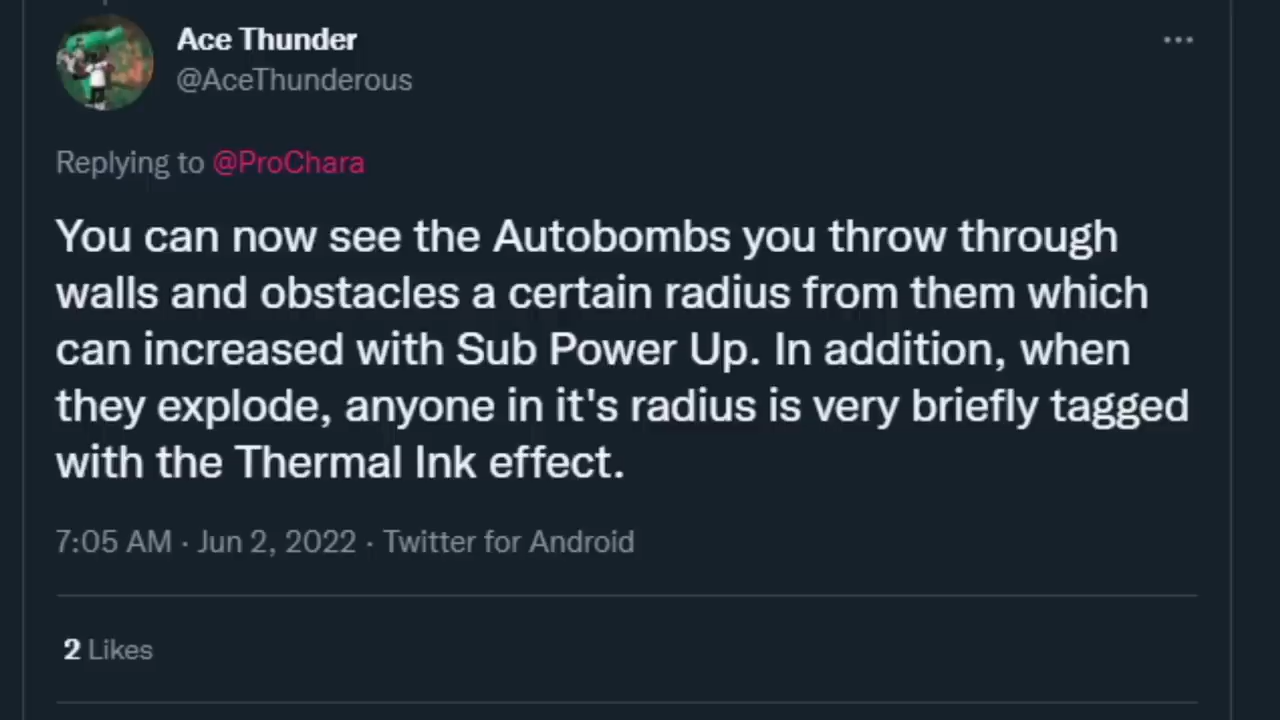 Ace Thunder
@AceThunderous
Replying to @ProChara
You can now see the Autobombs you throw through
walls and obstacles a certain radius from them which
can increased with Sub Power Up. In addition, when
they explode, anyone in it's radius is very briefly tagged
with the Thermal Ink effect.
7:05 AM · Jun 2, 2022 · Twitter for Android
2 Likes